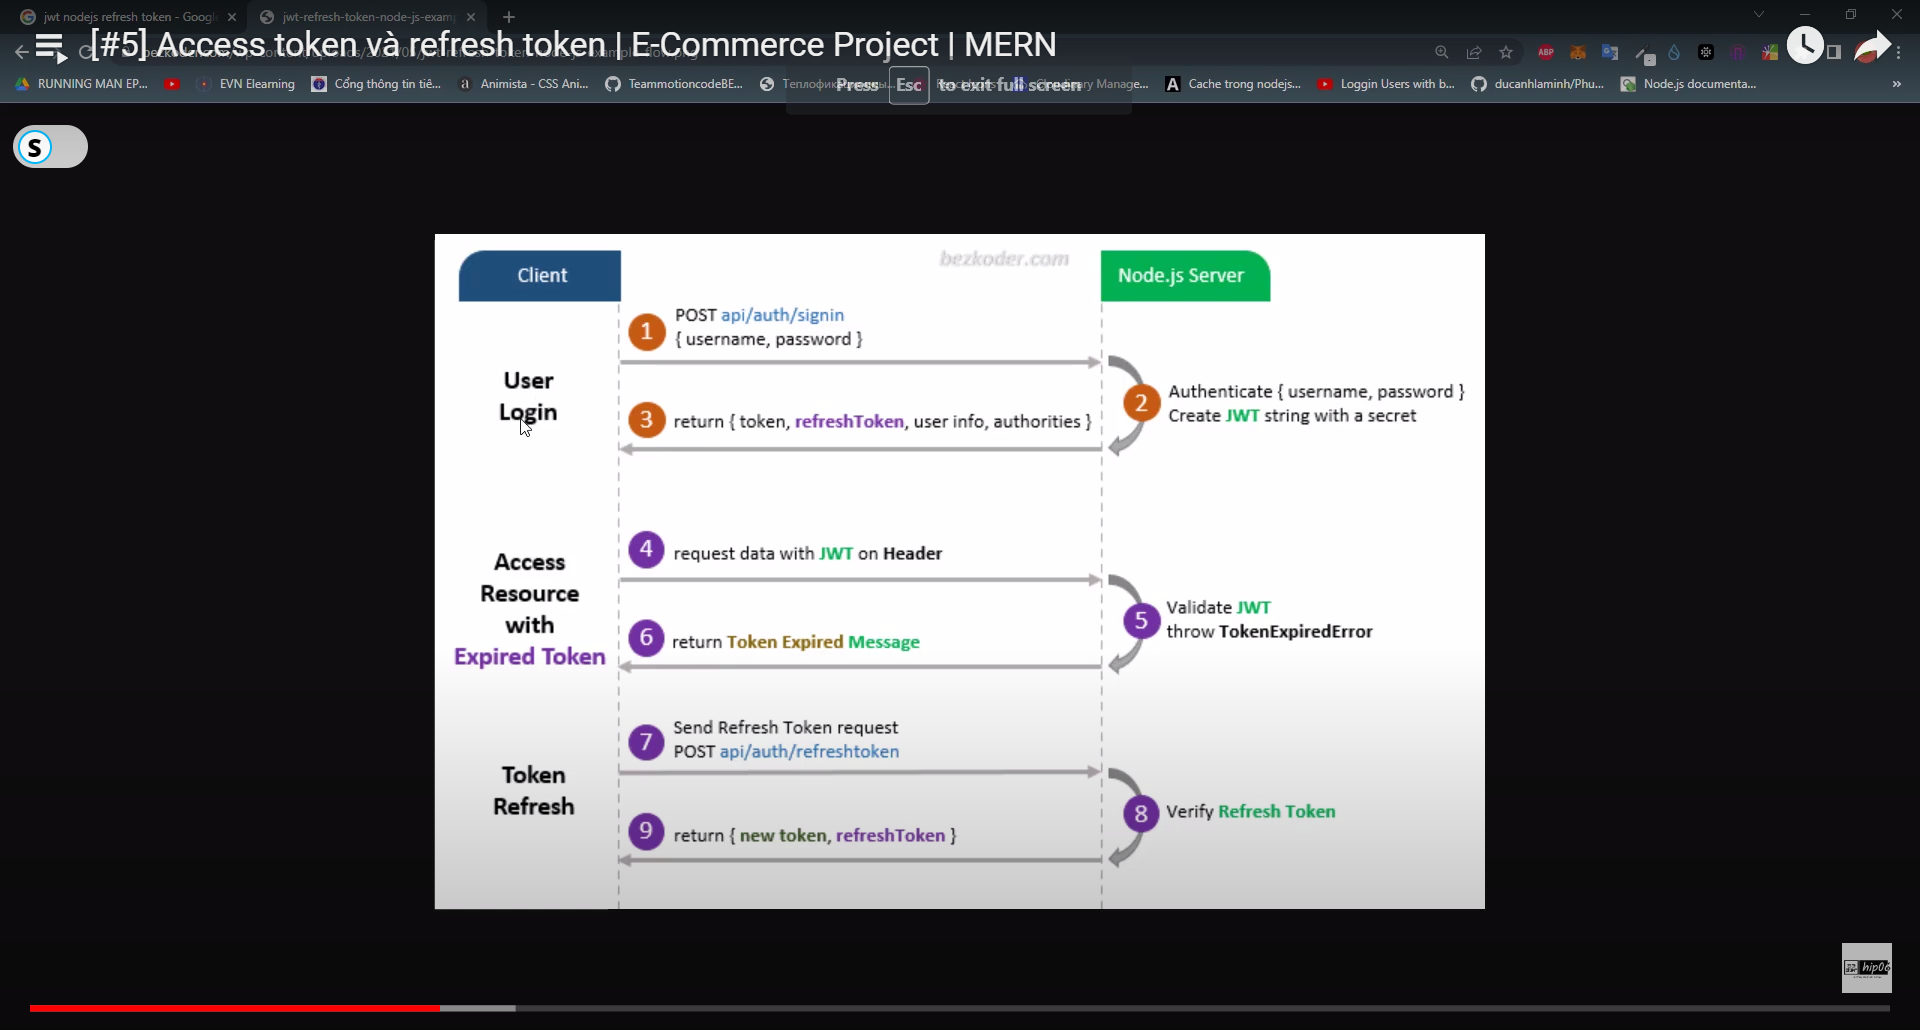 jwt nodejs refresh token - Googl
jwt-refresh-token-node-js-examp
[#5] Access token và refresh token | E-Commerce Project | MERN
ABP
RUNNING MAN EP...
EVN Elearning
Cổng thông tin tiê...
a Animista - CSS Ani...
TeammotioncodeBE...
Press Esc to exit full screen
Cloudinary Manage...
A Cache trong nodejs...
Loggin Users with b...
ducanhlaminh/Phu...
Node.js documenta...
»
S
Client
bezkoder.com
Node.js Server
1
POST api/auth/signin
{ username, password }
User
Login
2
Authenticate { username, password }
Create JWT string with a secret
3
return { token, refreshToken, user info, authorities }
4
request data with JWT on Header
Access
Resource
with
Expired Token
5
Validate JWT
throw TokenExpiredError
6
return Token Expired Message
7
Send Refresh Token request
POST api/auth/refreshtoken
Token
Refresh
8
Verify Refresh Token
9
return { new token, refreshToken }